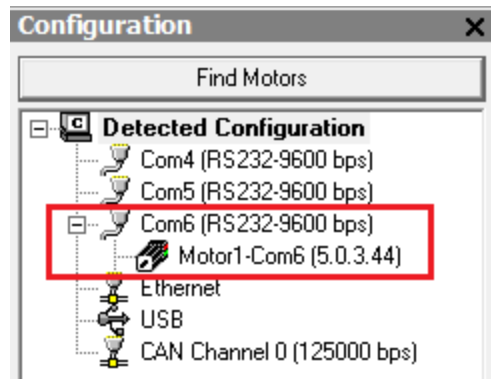 Configuration
Find Motors
Detected Configuration
Com4 (RS232-9600 bps)
Com5 (RS232-9600 bps)
Com6 (RS232-9600 bps)
Motor1-Com6 (5.0.3.44)
Ethernet
USB
CAN Channel 0 (125000 bps)